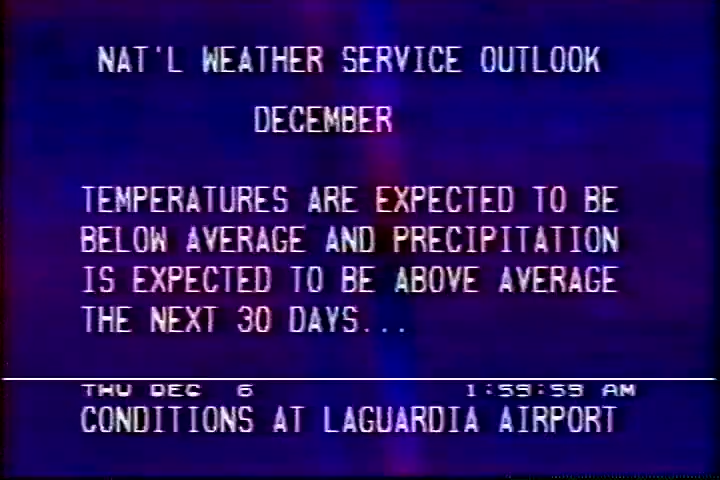 NAT'L WEATHER SERVICE OUTLOOK
DECEMBER
TEMPERATURES ARE EXPECTED TO BE
BELOW AVERAGE AND PRECIPITATION
IS EXPECTED TO BE ABOVE AVERAGE
THE NEXT 30 DAYS...
THU DEC 6 1:59:59 AM
CONDITIONS AT LAGUARDIA AIRPORT